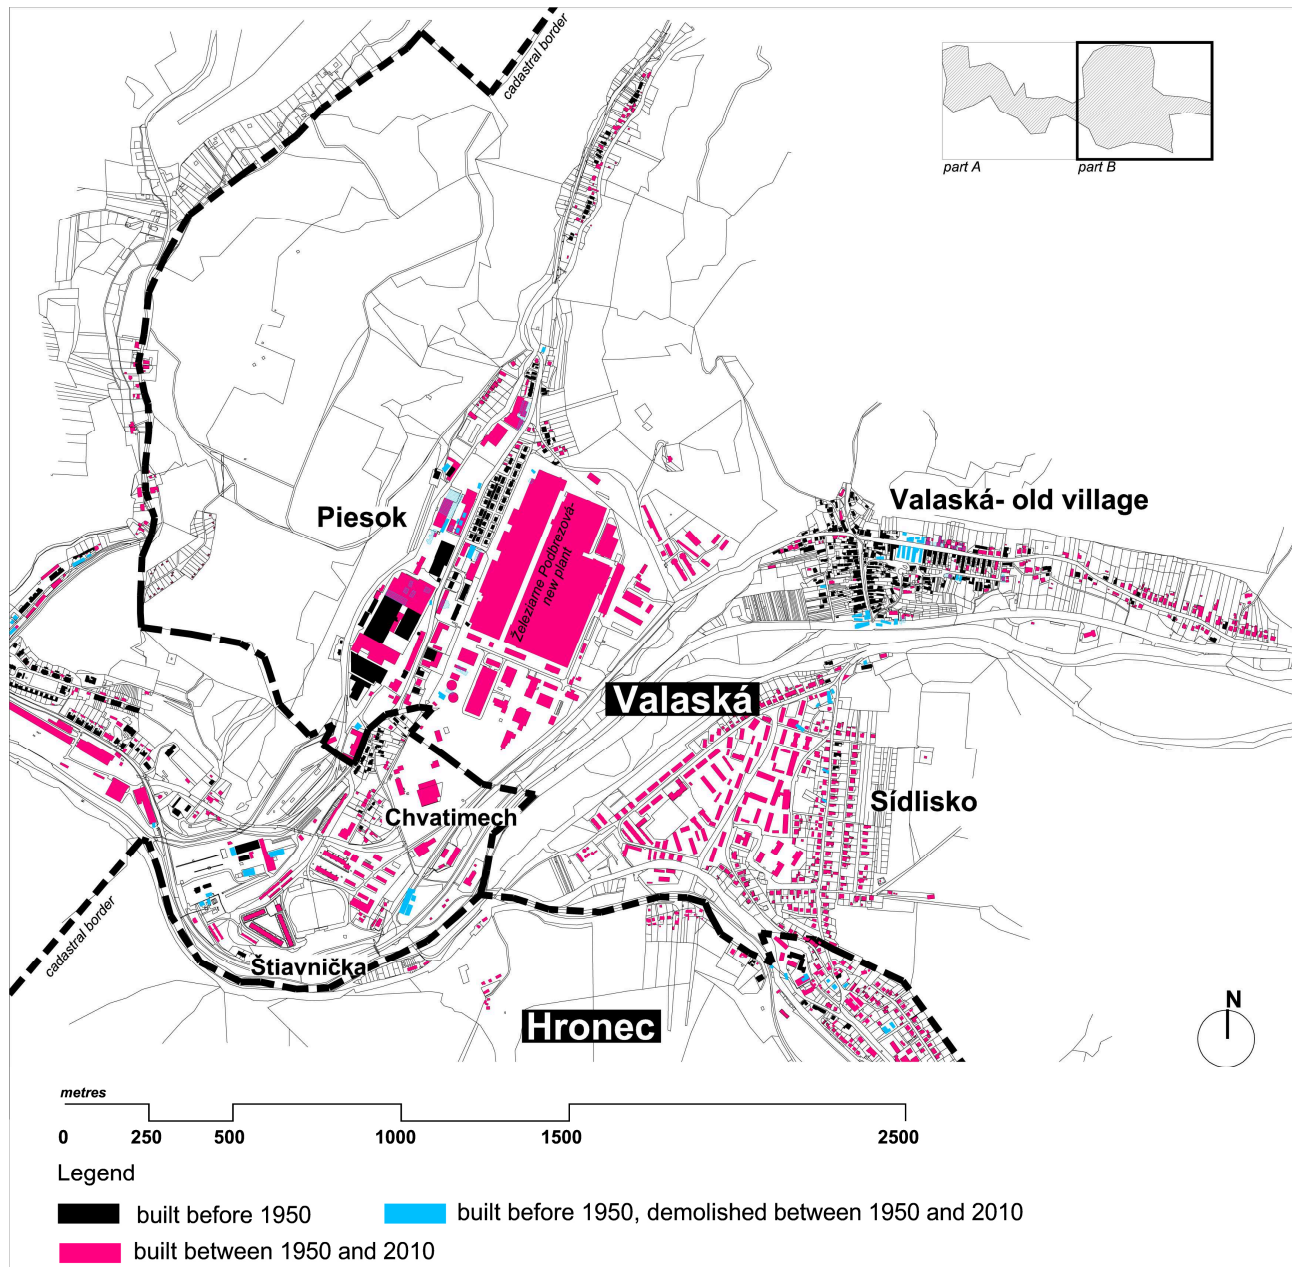 cadastral border
part A
part B
Valaská- old village
Piesok
Železiarne Podbrezová-
new plant
Valaská
Sídlisko
Chvatimech
cadastral border
Štiavnička
Hronec
N
metres
0 250 500 1000 1500 2500
Legend
built before 1950
built before 1950, demolished between 1950 and 2010
built between 1950 and 2010